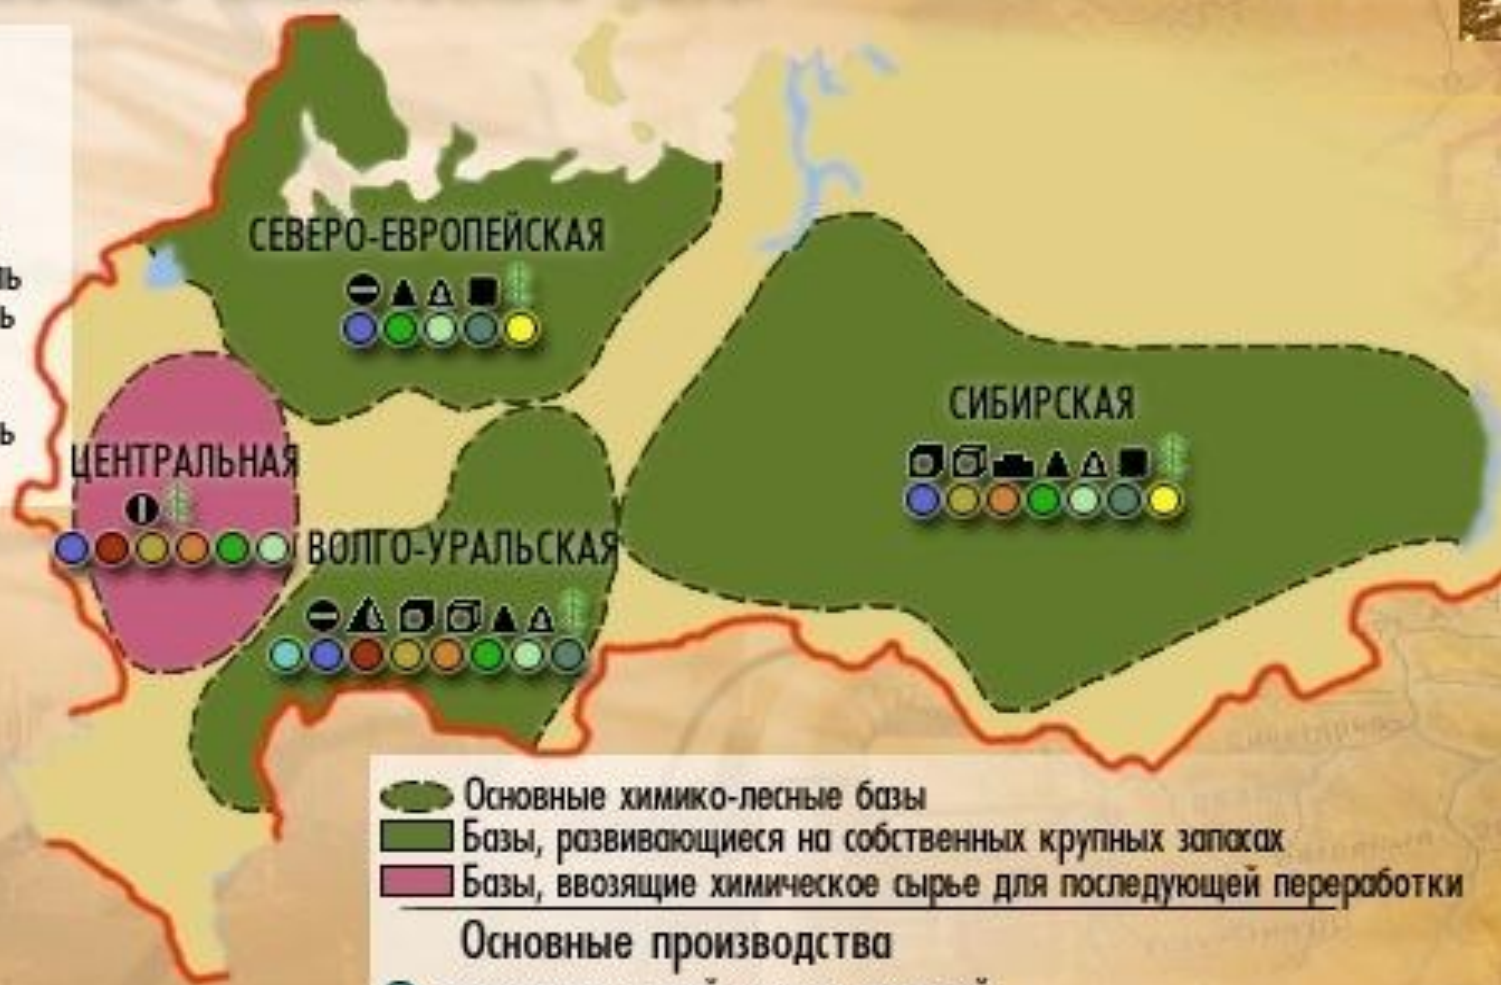 СЕВЕРО-ЕВРОПЕЙСКАЯ
СИБИРСКАЯ
ЦЕНТРАЛЬНАЯ
ВОЛГО-УРАЛЬСКАЯ
Основные химико-лесные базы
Базы, развивающиеся на собственных крупных запасах
Базы, ввозящие химическое сырье для последующей переработки
Основные производства